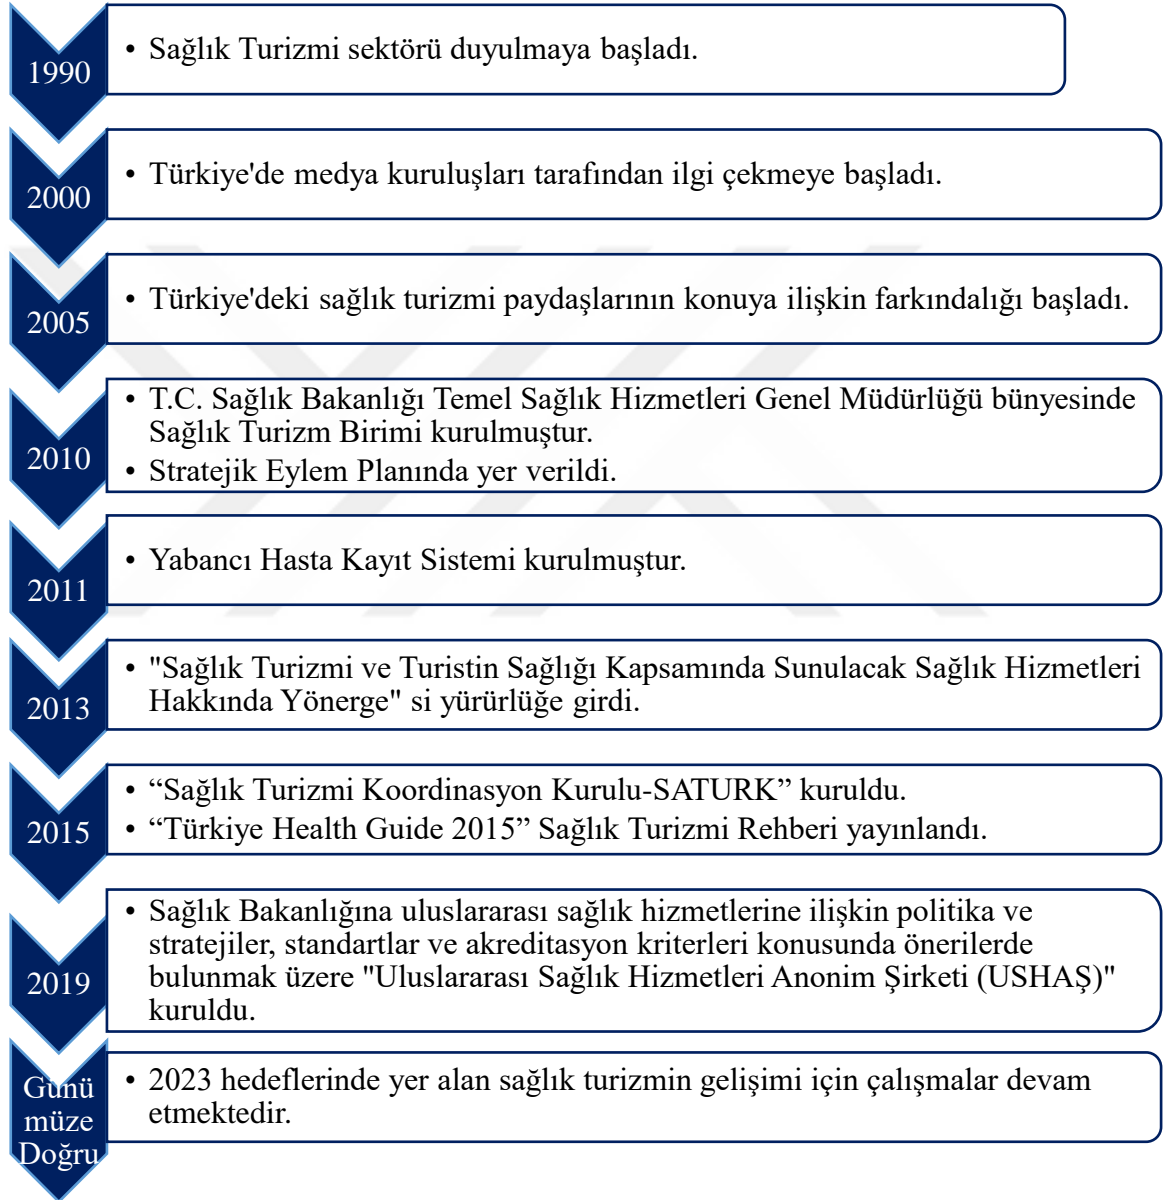 1990
• Sağlık Turizmi sektörü duyulmaya başladı.
2000
• Türkiye'de medya kuruluşları tarafından ilgi çekmeye başladı.
2005
• Türkiye'deki sağlık turizmi paydaşlarının konuya ilişkin farkındalığı başladı.
2010
• T.C. Sağlık Bakanlığı Temel Sağlık Hizmetleri Genel Müdürlüğü bünyesinde
Sağlık Turizm Birimi kurulmuştur.
• Stratejik Eylem Planında yer verildi.
2011
• Yabancı Hasta Kayıt Sistemi kurulmuştur.
2013
• "Sağlık Turizmi ve Turistin Sağlığı Kapsamında Sunulacak Sağlık Hizmetleri
Hakkında Yönerge" si yürürlüğe girdi.
2015
• “Sağlık Turizmi Koordinasyon Kurulu-SATURK” kuruldu.
• “Türkiye Health Guide 2015” Sağlık Turizmi Rehberi yayınlandı.
2019
• Sağlık Bakanlığına uluslararası sağlık hizmetlerine ilişkin politika ve
stratejiler, standartlar ve akreditasyon kriterleri konusunda önerilerde
bulunmak üzere "Uluslararası Sağlık Hizmetleri Anonim Şirketi (USHAŞ)"
kuruldu.
Günü
müze
Doğru
• 2023 hedeflerinde yer alan sağlık turizmin gelişimi için çalışmalar devam
etmektedir.